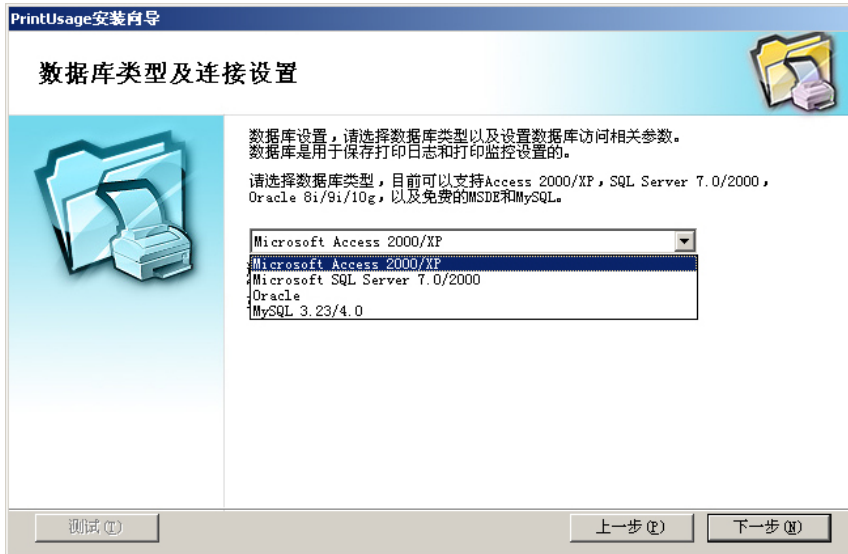 PrintUsage安装向导
数据库类型及连接设置
数据库设置，请选择数据库类型以及设置数据库访问相关参数。
数据库是用于保存打印日志和打印监控设置的。
请选择数据库类型，目前可以支持Access 2000/XP，SQL Server 7.0/2000，
Oracle 8i/9i/10g，以及免费的MSDE和MySQL。
Microsoft Access 2000/XP
Microsoft Access 2000/XP
Microsoft SQL Server 7.0/2000
Oracle
MySQL 3.23/4.0
测试(T)
上一步(P)
下一步(N)